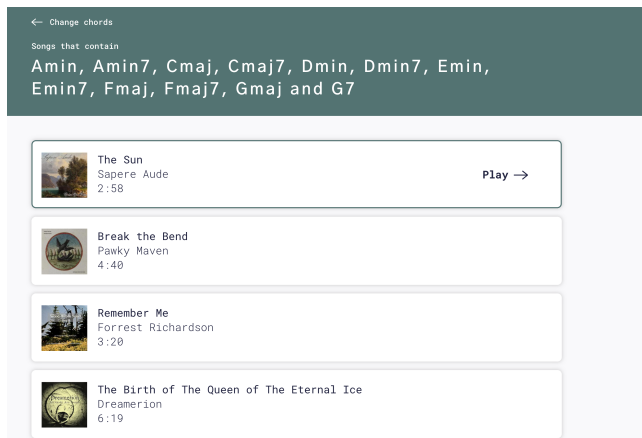 ← Change chords
Songs that contain
Amin, Amin7, Cmaj, Cmaj7, Dmin, Dmin7, Emin,
Emin7, Fmaj, Fmaj7, Gmaj and G7
The Sun
Sapere Aude
2:58
Play →
Break the Bend
Pawky Maven
4:40
Remember Me
Forrest Richardson
3:20
The Birth of The Queen of The Eternal Ice
Dreamerion
6:19